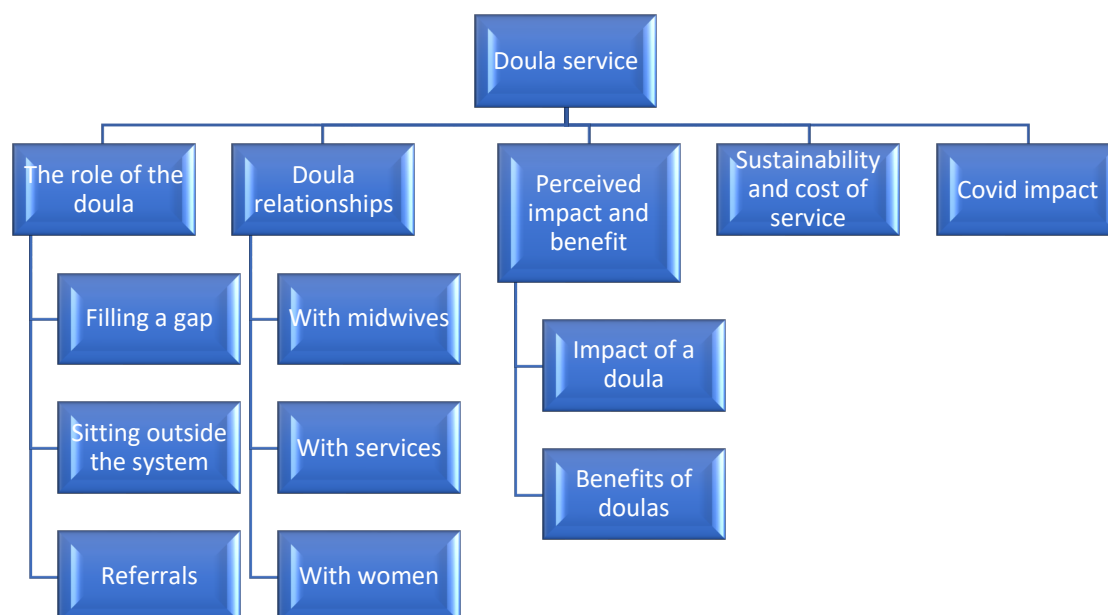 Doula service
The role of the
doula
Doula
relationships
Perceived
impact and
benefit
Sustainability
and cost of
service
Covid impact
Filling a gap
Sitting outside
the system
Referrals
With midwives
With services
With women
Impact of a
doula
Benefits of
doulas